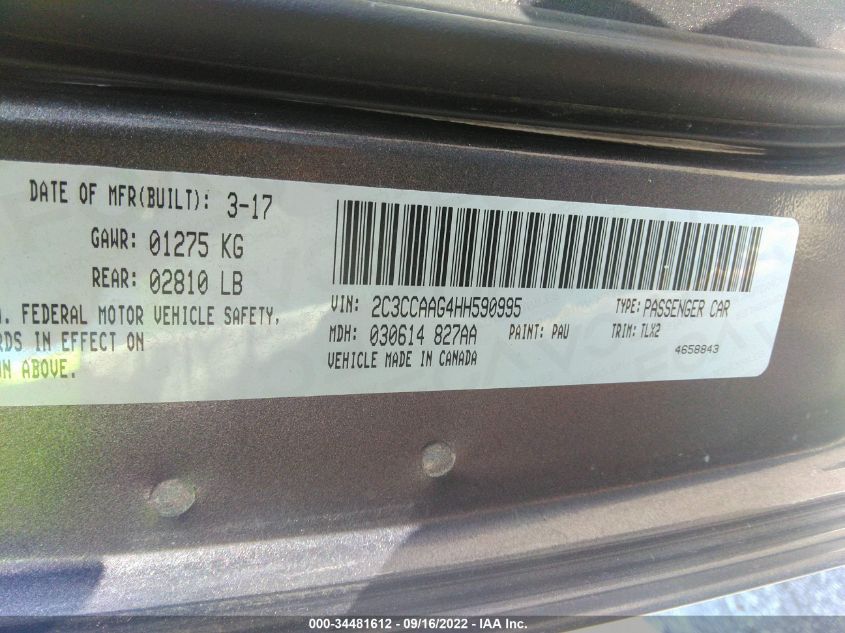 DATE OF MFR(BUILT): 3-17
GAWR: 01275 KG
REAR: 02810 LB
FEDERAL MOTOR VEHICLE SAFETY,
IN EFFECT ON
ABOVE.
VIN: 2C3CCAAG4HH590995 TYPE: PASSENGER CAR
MDH: 030614 827AA PAINT: PAU TRIM: TLX2
VEHICLE MADE IN CANADA 4658843
000-34481612 - 09/16/2022 - IAA Inc.